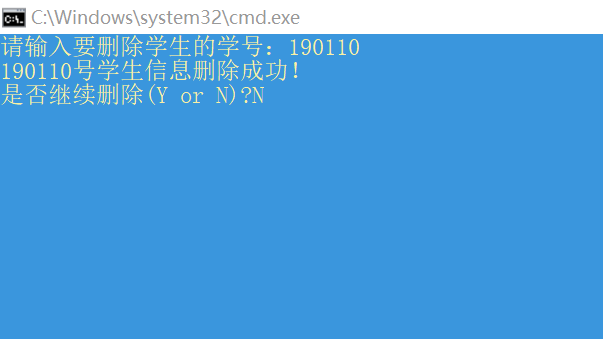 C:\Windows\system32\cmd.exe
请输入要删除学生的学号：190110
190110号学生信息删除成功！
是否继续删除(Y or N)?N